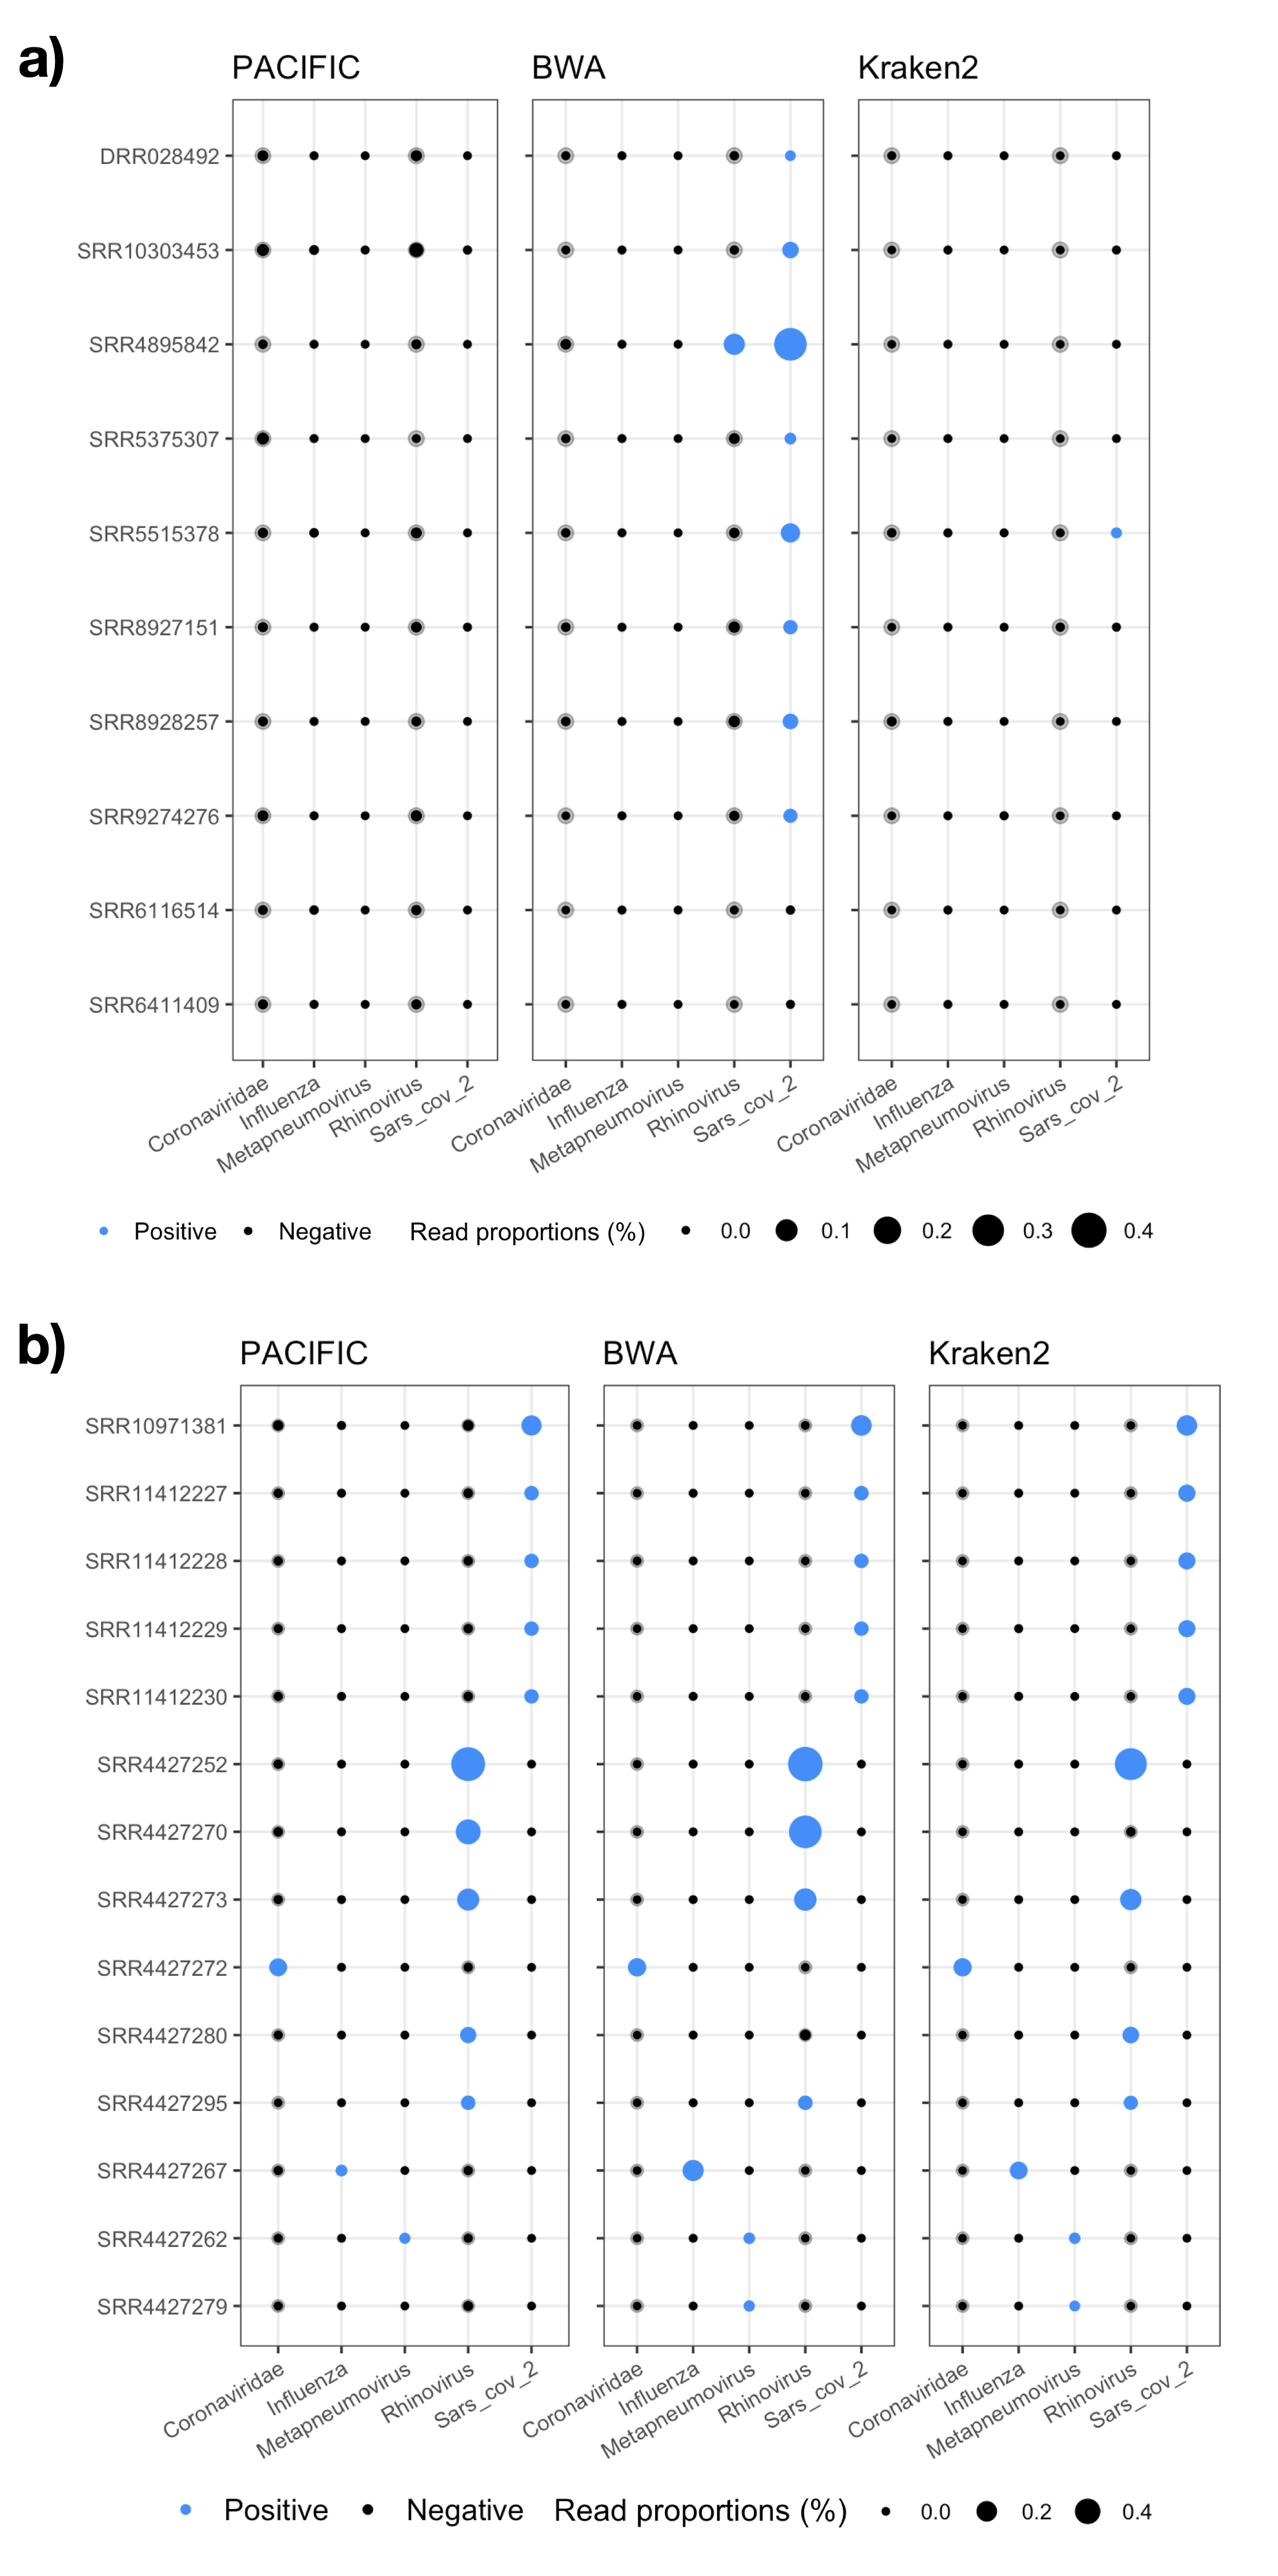 a)
PACIFIC BWA Kraken2
DRR028492
SRR10303453
SRR4895842
SRR5375307
SRR5515378
SRR8927151
SRR8928257
SRR9274276
SRR6116514
SRR6411409
Coronaviridae Influenza Metapneumovirus Rhinovirus Sars_cov_2 Coronaviridae Influenza Metapneumovirus Rhinovirus Sars_cov_2 Coronaviridae Influenza Metapneumovirus Rhinovirus Sars_cov_2
Positive Negative Read proportions (%) 0.0 0.1 0.2 0.3 0.4
b)
PACIFIC BWA Kraken2
SRR10971381
SRR11412227
SRR11412228
SRR11412229
SRR11412230
SRR4427252
SRR4427270
SRR4427273
SRR4427272
SRR4427280
SRR4427295
SRR4427267
SRR4427262
SRR4427279
Coronaviridae Influenza Metapneumovirus Rhinovirus Sars_cov_2 Coronaviridae Influenza Metapneumovirus Rhinovirus Sars_cov_2 Coronaviridae Influenza Metapneumovirus Rhinovirus Sars_cov_2
Positive Negative Read proportions (%) 0.0 0.2 0.4